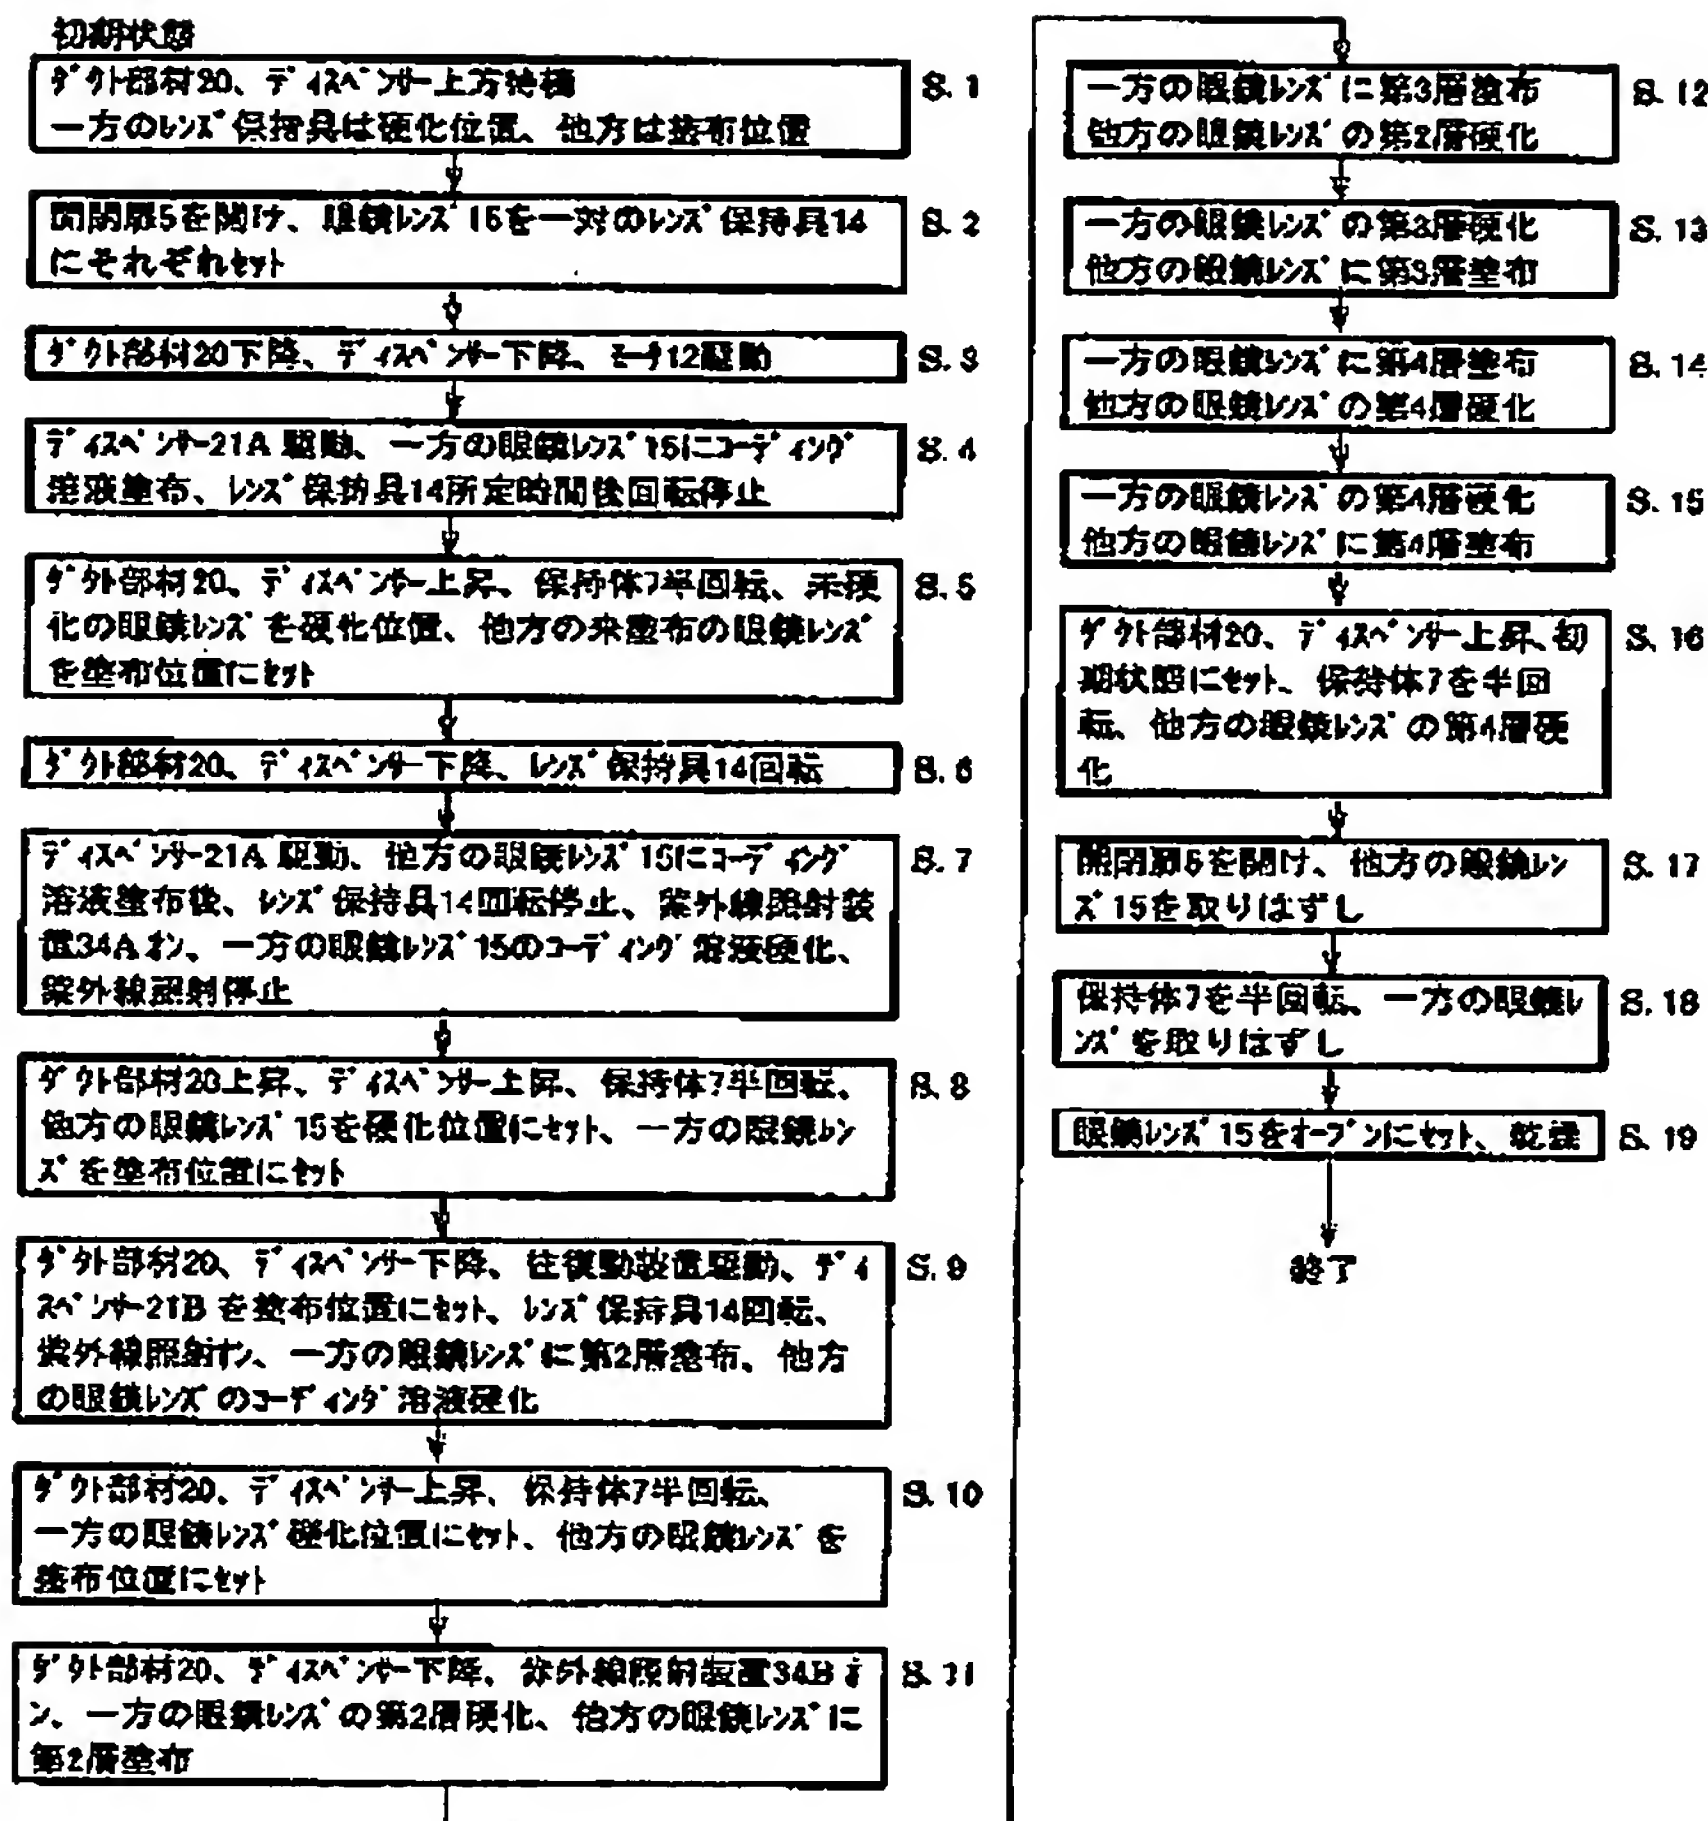 初期状態
ダクト部材20、ディスペンサー上方待機
一方のレンズ保持具は硬化位置、他方は塗布位置
S. 1
開閉扉5を開け、眼鏡レンズ15を一対のレンズ保持具14
にそれぞれセット
S. 2
ダクト部材20下降、ディスペンサー下降、モータ12駆動
S. 3
ディスペンサー21A 駆動、一方の眼鏡レンズ15にコーディング
溶液塗布、レンズ保持具14所定時間後回転停止
S. 4
ダクト部材20、ディスペンサー上昇、保持体7半回転、未硬
化の眼鏡レンズを硬化位置、他方の未塗布の眼鏡レンズ
を塗布位置にセット
S. 5
ダクト部材20、ディスペンサー下降、レンズ保持具14回転
S. 6
ディスペンサー21A 駆動、他方の眼鏡レンズ15にコーディング
溶液塗布後、レンズ保持具14回転停止、紫外線照射装
置34Aオン、一方の眼鏡レンズ15のコーディング溶液硬化、
紫外線照射停止
S. 7
ダクト部材20上昇、ディスペンサー上昇、保持体7半回転、
他方の眼鏡レンズ15を硬化位置にセット、一方の眼鏡レン
ズを塗布位置にセット
S. 8
ダクト部材20、ディスペンサー下降、往復動装置駆動、ディ
スペンサー21Bを塗布位置にセット、レンズ保持具14回転、
紫外線照射オン、一方の眼鏡レンズに第2層塗布、他方
の眼鏡レンズのコーディング溶液硬化
S. 9
ダクト部材20、ディスペンサー上昇、保持体7半回転、
一方の眼鏡レンズ硬化位置にセット、他方の眼鏡レンズを
塗布位置にセット
S. 10
ダクト部材20、ディスペンサー下降、紫外線照射装置34Bオ
ン、一方の眼鏡レンズの第2層硬化、他方の眼鏡レンズに
第2層塗布
S. 11
一方の眼鏡レンズに第3層塗布
他方の眼鏡レンズの第2層硬化
S. 12
一方の眼鏡レンズの第3層硬化
他方の眼鏡レンズに第3層塗布
S. 13
一方の眼鏡レンズに第4層塗布
他方の眼鏡レンズの第4層硬化
S. 14
一方の眼鏡レンズの第4層硬化
他方の眼鏡レンズに第4層塗布
S. 15
ダクト部材20、ディスペンサー上昇、初
期状態にセット、保持体7を半回
転、他方の眼鏡レンズの第4層硬
化
S. 16
開閉扉5を開け、他方の眼鏡レン
ズ15を取りはずし
S. 17
保持体7を半回転、一方の眼鏡レ
ンズを取りはずし
S. 18
眼鏡レンズ15をオーブンにセット、乾燥
S. 19
終了